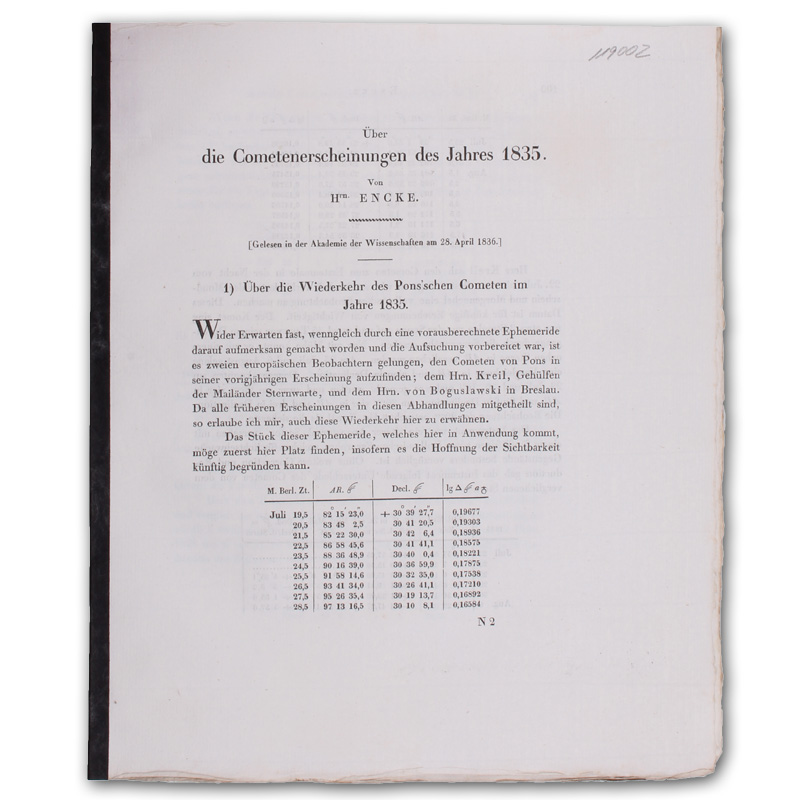 119002
Über
die Cometenerscheinungen des Jahres 1835.
Von
Hrn. ENCKE.
[Gelesen in der Akademie der Wissenschaften am 28. April 1836.]
1) Über die Wiederkehr des Pons'schen Cometen im
Jahre 1835.
Wider Erwarten fast, wenngleich durch eine vorausberechnete Ephemeride
darauf aufmerksam gemacht worden und die Aufsuchung vorbereitet war, ist
es zweien europäischen Beobachtern gelungen, den Cometen von Pons in
seiner vorigjährigen Erscheinung aufzufinden; dem Hrn. Kreil, Gehülfen
der Mailänder Sternwarte, und dem Hrn. von Boguslawski in Breslau.
Da alle früheren Erscheinungen in diesen Abhandlungen mitgetheilt sind,
so erlaube ich mir, auch diese Wiederkehr hier zu erwähnen.
Das Stück dieser Ephemeride, welches hier in Anwendung kommt,
möge zuerst hier Platz finden, insofern es die Hoffnung der Sichtbarkeit
künftig begründen kann.
M. Berl. Zt. AR. ☄ Decl. ☄ lg Δ ☄ a ♁
Juli 19,5 82° 15′ 23,″0 + 30° 39′ 27,″7 0,19677
20,5 83 48 2,5 30 41 20,5 0,19303
21,5 85 22 30,0 30 42 6,4 0,18936
22,5 86 58 45,6 30 41 41,1 0,18575
23,5 88 36 48,9 30 40 0,4 0,18221
24,5 90 16 39,0 30 36 59,9 0,17875
25,5 91 58 14,6 30 32 35,0 0,17538
26,5 93 41 34,0 30 26 41,1 0,17210
27,5 95 26 35,4 30 19 13,7 0,16892
28,5 97 13 16,5 30 10 8,1 0,16584
N 2